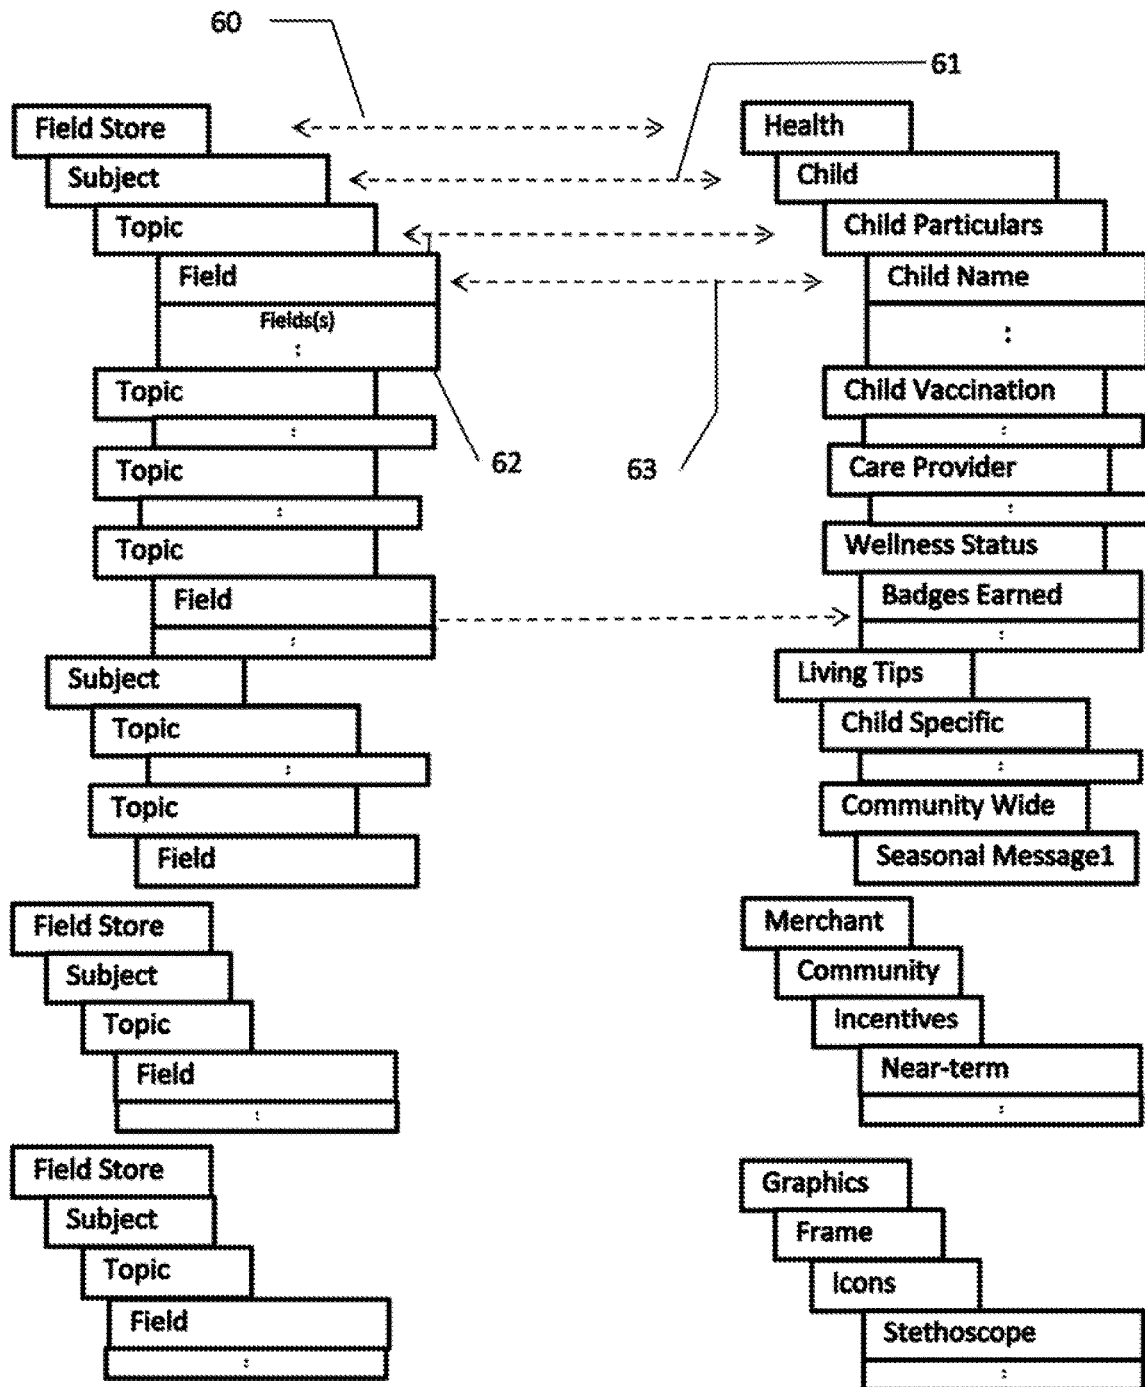 60
61
Field Store
Subject
Topic
Field
Fields(s)
:
Topic
:
Topic
:
Topic
Field
:
Subject
Topic
:
Topic
Field
62
63
Health
Child
Child Particulars
Child Name
:
Child Vaccination
:
Care Provider
:
Wellness Status
Badges Earned
:
Living Tips
Child Specific
:
Community Wide
Seasonal Message1
Field Store
Subject
Topic
Field
:
Merchant
Community
Incentives
Near-term
:
Field Store
Subject
Topic
Field
:
Graphics
Frame
Icons
Stethoscope
: